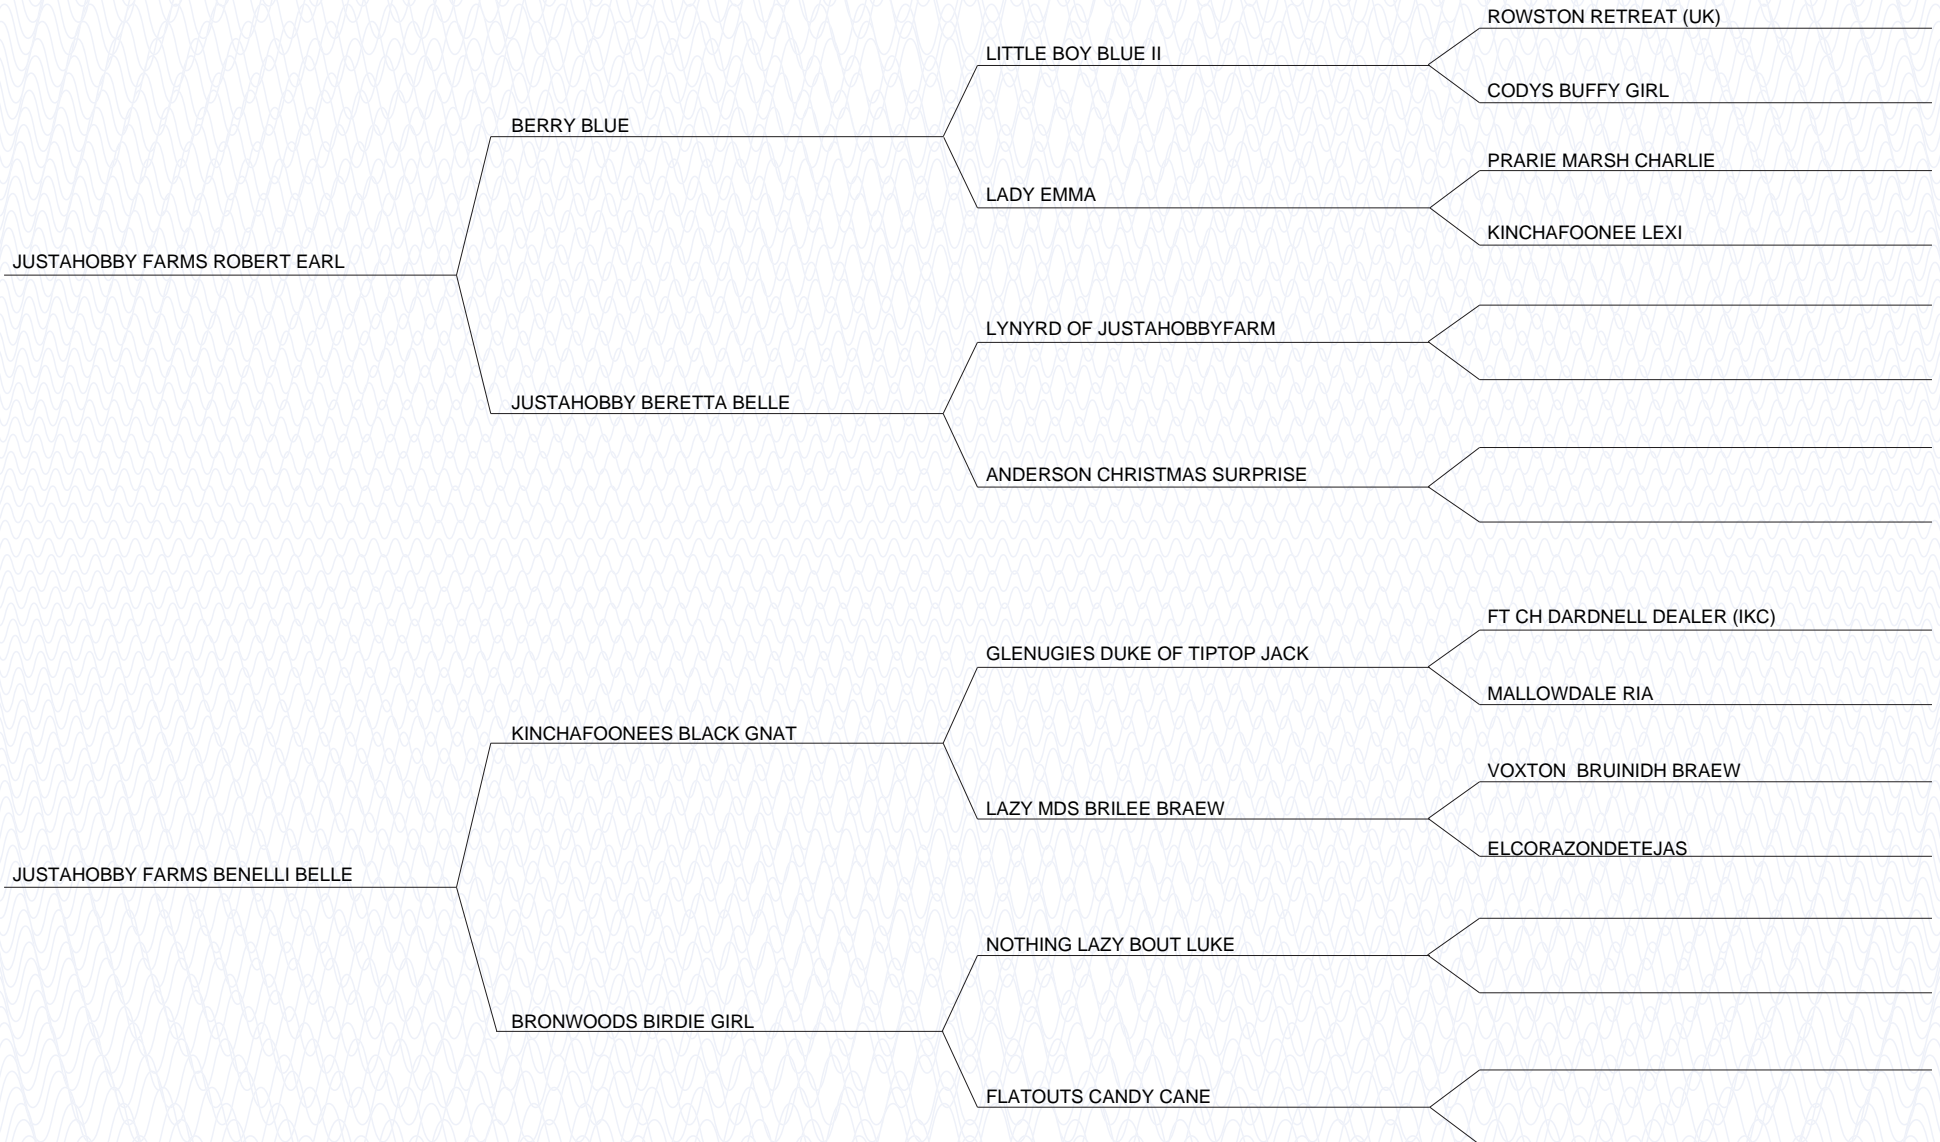 ROWSTON RETREAT (UK)
LITTLE BOY BLUE II
CODYS BUFFY GIRL
BERRY BLUE
PRARIE MARSH CHARLIE
LADY EMMA
KINCHAFOONEE LEXI
JUSTAHOBBY FARMS ROBERT EARL
LYNYRD OF JUSTAHOBBYFARM
JUSTAHOBBY BERETTA BELLE
ANDERSON CHRISTMAS SURPRISE
FT CH DARDNELL DEALER (IKC)
GLENUGIES DUKE OF TIPTOP JACK
MALLOWDALE RIA
KINCHAFOONEES BLACK GNAT
VOXTON  BRUINIDH BRAEW
LAZY MDS BRILEE BRAEW
ELCORAZONDETEJAS
JUSTAHOBBY FARMS BENELLI BELLE
NOTHING LAZY BOUT LUKE
BRONWOODS BIRDIE GIRL
FLATOUTS CANDY CANE